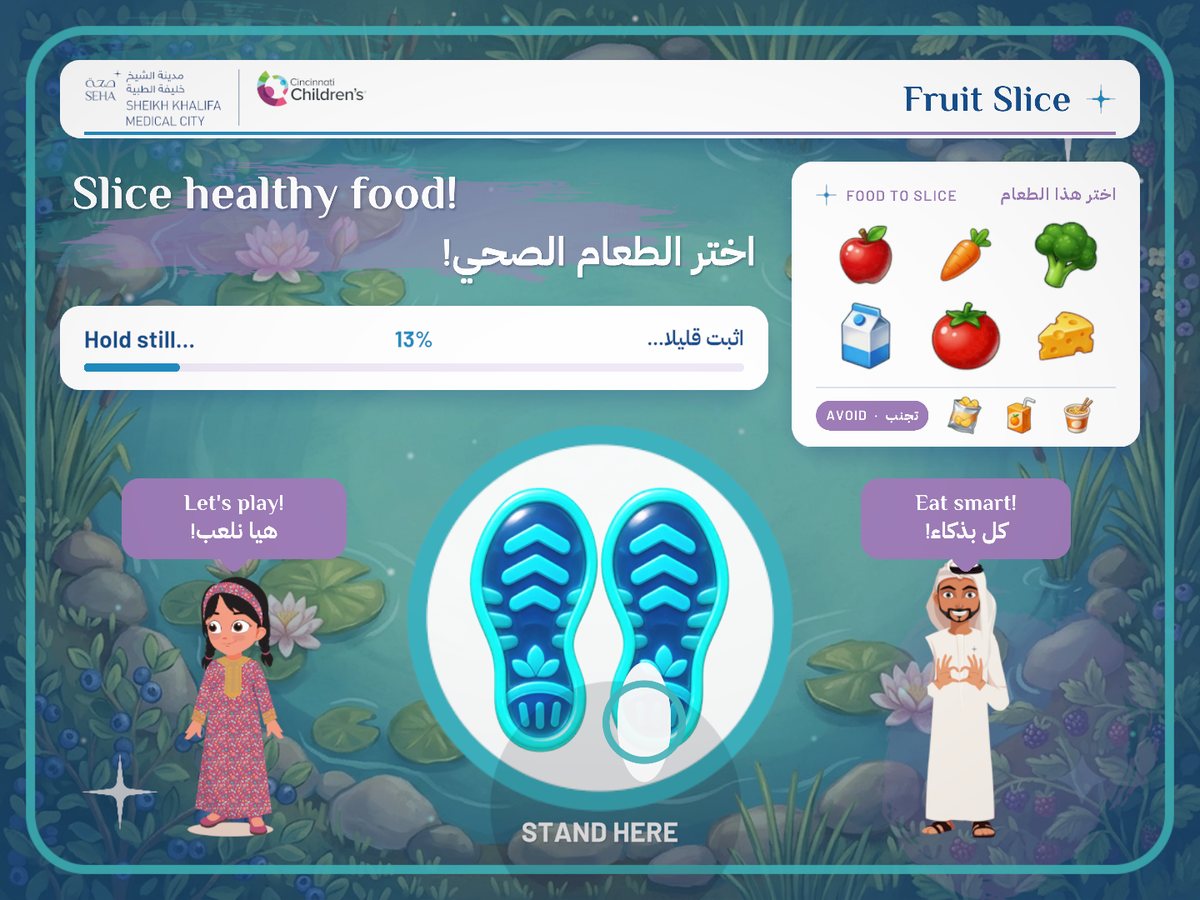 صحة
SEHA
مدينة الشيخ
خليفة الطبية
SHEIKH KHALIFA
MEDICAL CITY
Cincinnati
Children's
Fruit Slice
Slice healthy food!
اختر الطعام الصحي!
Hold still... 13% اثبت قليلا...
FOOD TO SLICE اختر هذا الطعام
AVOID · تجنب
Let's play!
هيا نلعب!
Eat smart!
كل بذكاء!
STAND HERE